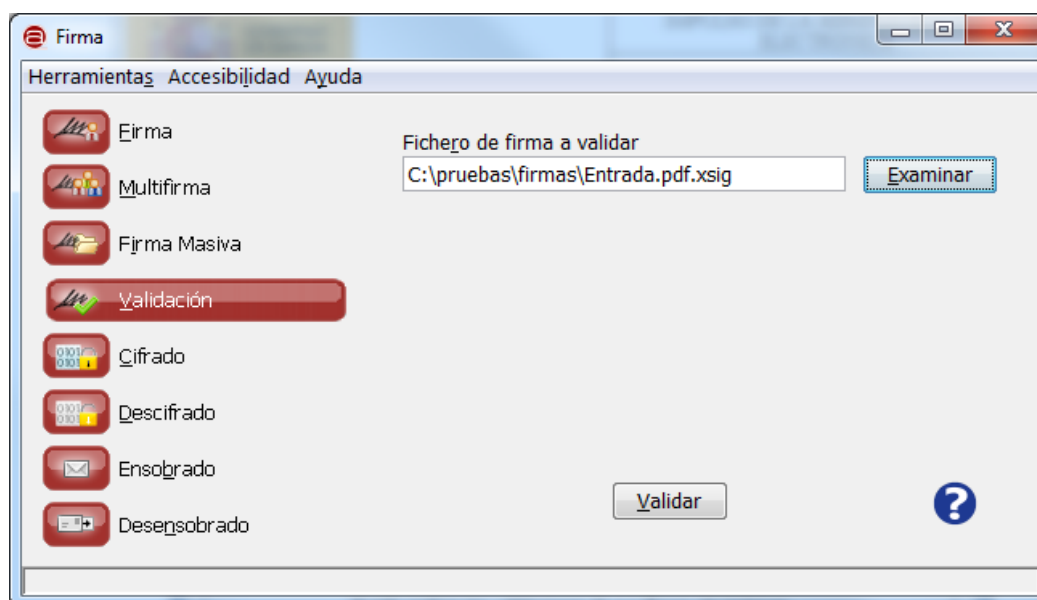 Firma
Herramientas Accesibilidad Ayuda
Firma
Multifirma
Firma Masiva
Validación
Cifrado
Descifrado
Ensobrado
Desensobrado
Fichero de firma a validar
C:\pruebas\firmas\Entrada.pdf.xsig
Examinar
Validar